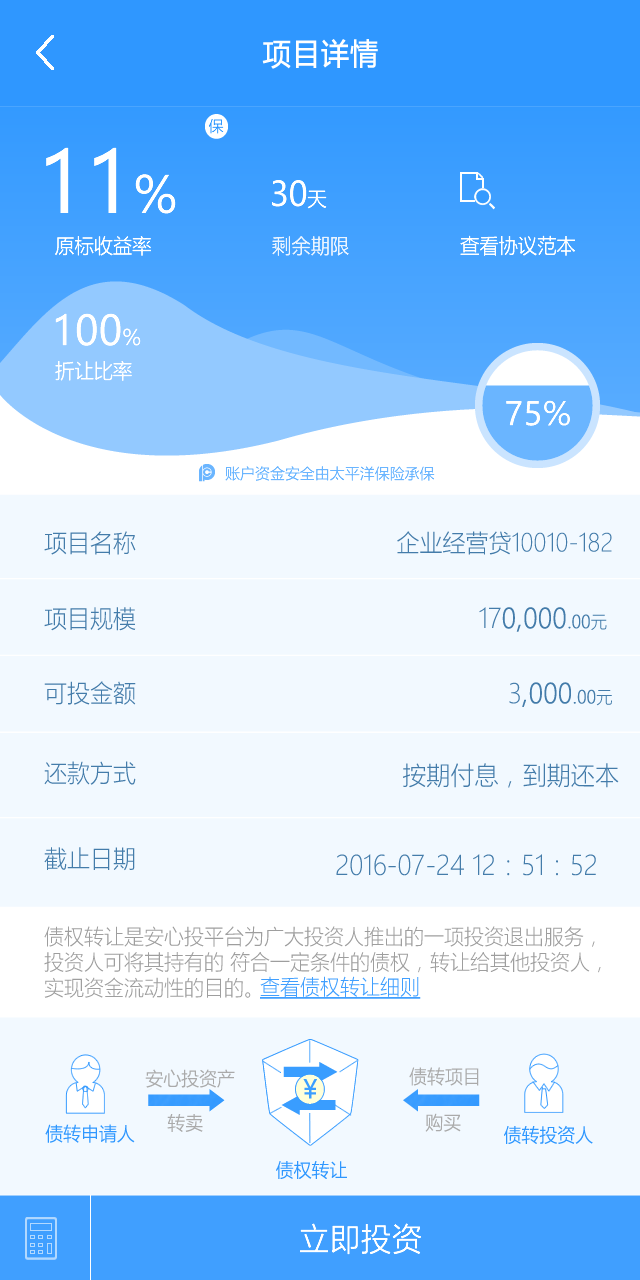 项目详情
保
11%
30天
原标收益率
剩余期限
查看协议范本
100%
折让比率
75%
账户资金安全由太平洋保险承保
项目名称
企业经营贷10010-182
项目规模
170,000.00元
可投金额
3,000.00元
还款方式
按期付息，到期还本
截止日期
2016-07-24 12：51：52
债权转让是安心投平台为广大投资人推出的一项投资退出服务，
投资人可将其持有的 符合一定条件的债权，转让给其他投资人，
实现资金流动性的目的。查看债权转让细则
安心投资产
转卖
¥
债转项目
购买
债转申请人
债转投资人
债权转让
立即投资